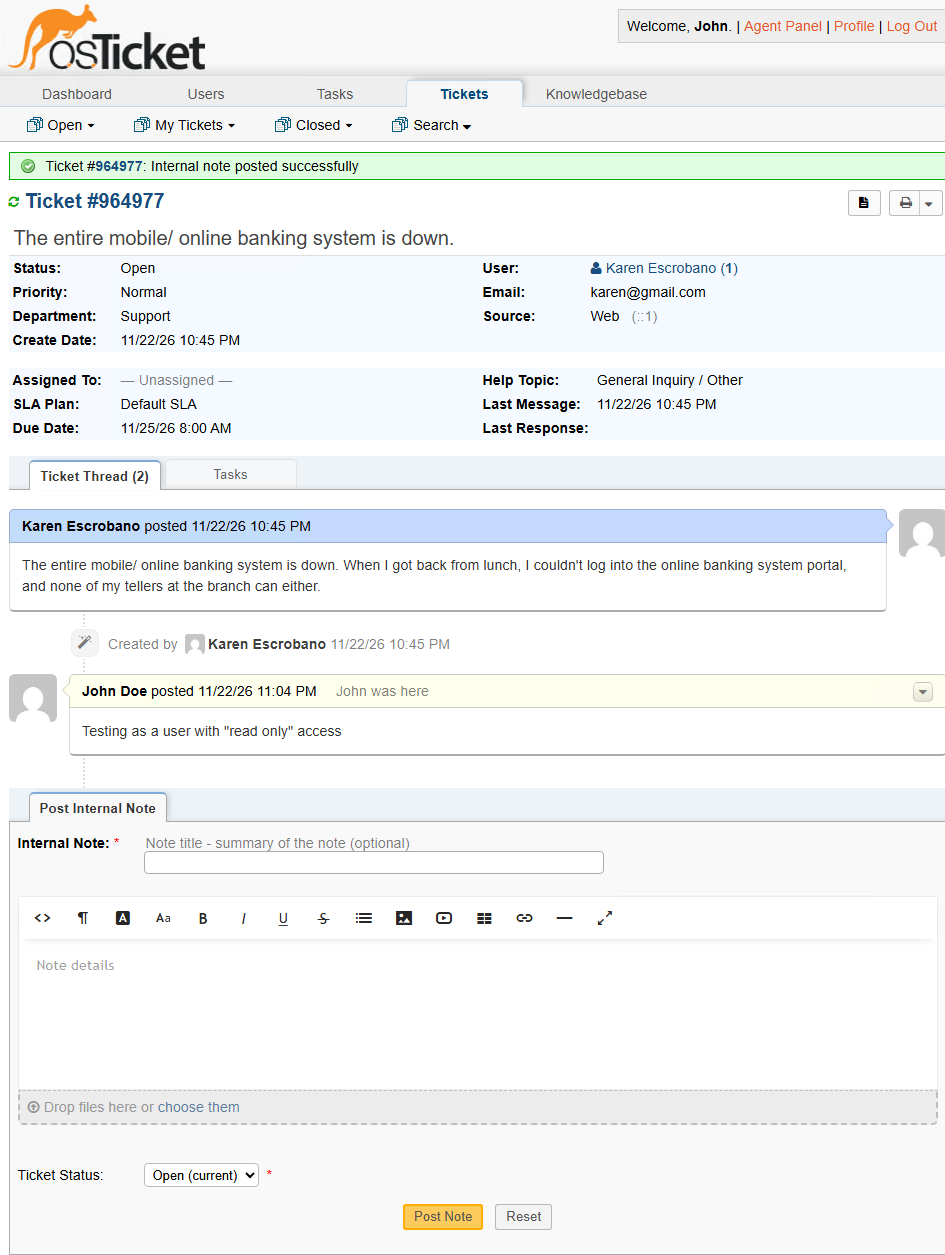 osTicket
Welcome, John. | Agent Panel | Profile | Log Out
Dashboard Users Tasks Tickets Knowledgebase
Open My Tickets Closed Search
Ticket #964977: Internal note posted successfully
Ticket #964977
The entire mobile/ online banking system is down.
Status: Open User: Karen Escrobano (1)
Priority: Normal Email: karen@gmail.com
Department: Support Source: Web (::1)
Create Date: 11/22/26 10:45 PM
Assigned To: — Unassigned — Help Topic: General Inquiry / Other
SLA Plan: Default SLA Last Message: 11/22/26 10:45 PM
Due Date: 11/25/26 8:00 AM Last Response:
Ticket Thread (2) Tasks
Karen Escrobano posted 11/22/26 10:45 PM
The entire mobile/ online banking system is down. When I got back from lunch, I couldn't log into the online banking system portal,
and none of my tellers at the branch can either.
Created by Karen Escrobano 11/22/26 10:45 PM
John Doe posted 11/22/26 11:04 PM John was here
Testing as a user with "read only" access
Post Internal Note
Internal Note: * Note title - summary of the note (optional)
<> ¶ A Aa B I U S
Note details
Drop files here or choose them
Ticket Status: Open (current) *
Post Note Reset